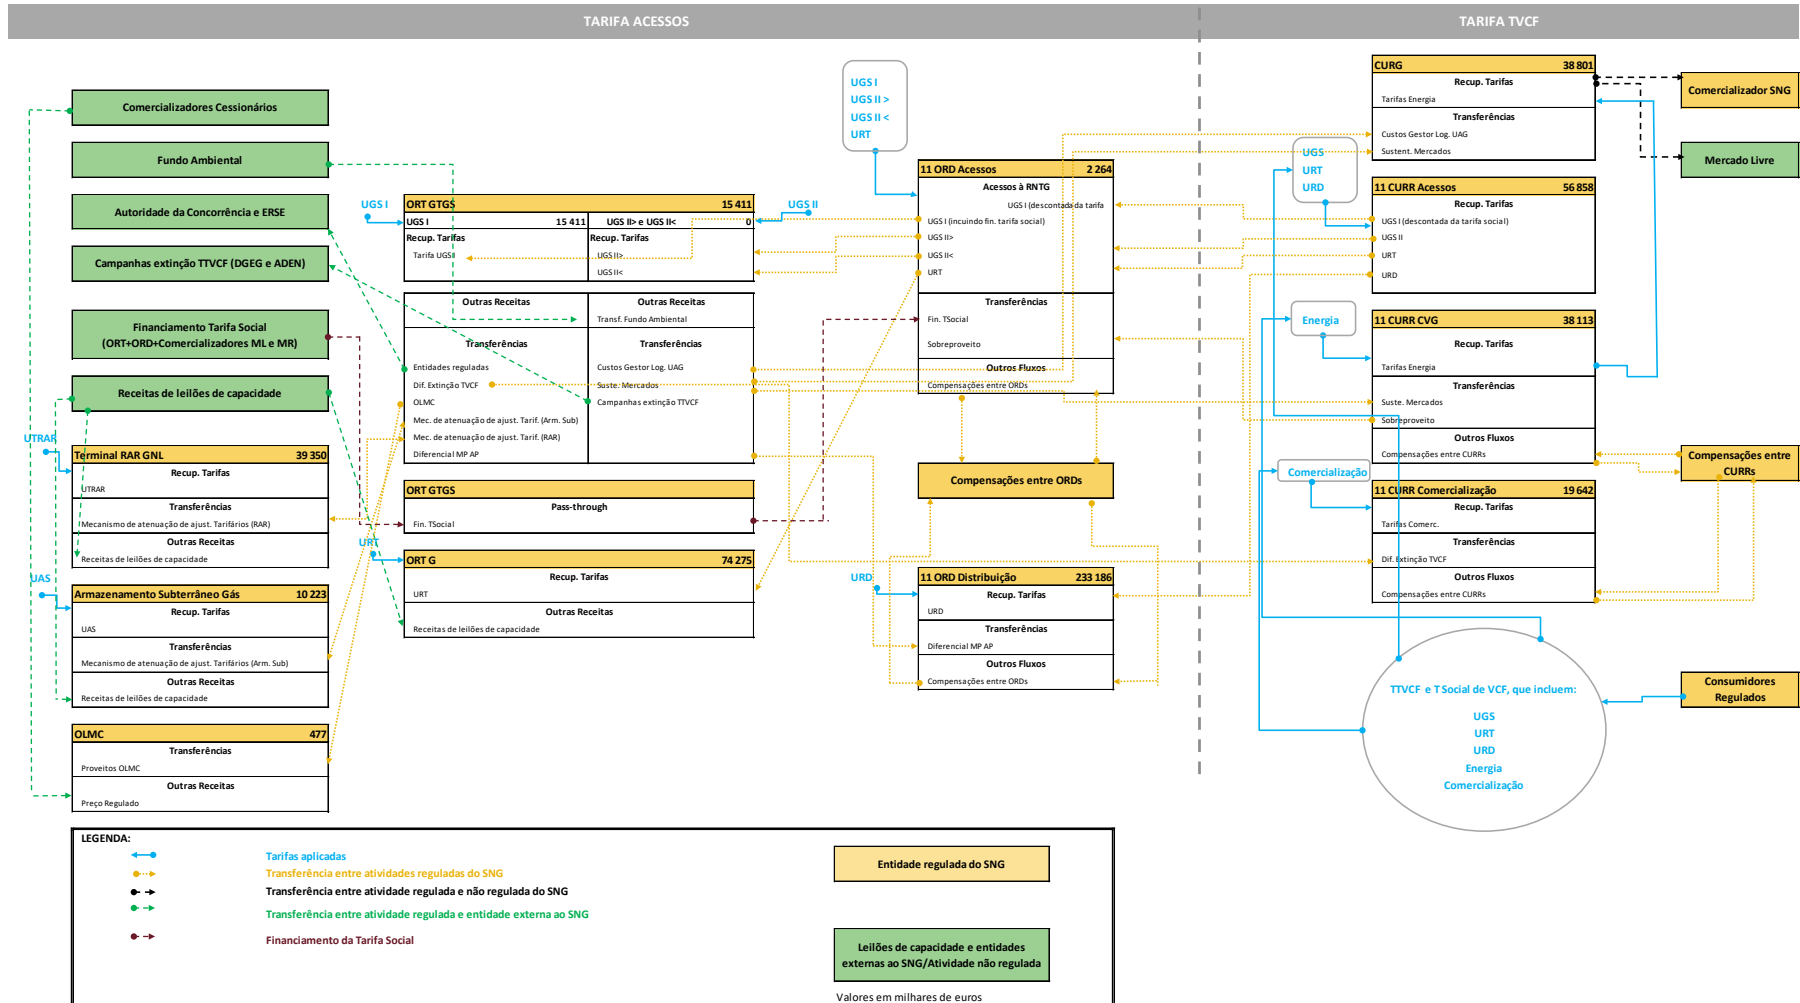 TARIFA ACESSOS
TARIFA TVCF
Comercializadores Cessionários
Fundo Ambiental
Autoridade da Concorrência e ERSE
Campanhas extinção TTVCF (DGEG e ADEN)
Financiamento Tarifa Social
(ORT+ORD+Comercializadores ML e MR)
Receitas de leilões de capacidade
UTRAR
Terminal RAR GNL 39 350
Recup. Tarifas
UTRAR
Transferências
Mecanismo de atenuação de ajust. Tarifários (RAR)
Outras Receitas
Receitas de leilões de capacidade
UAS
Armazenamento Subterrâneo Gás 10 223
Recup. Tarifas
UAS
Transferências
Mecanismo de atenuação de ajust. Tarifários (Arm. Sub)
Outras Receitas
Receitas de leilões de capacidade
OLMC 477
Transferências
Proveitos OLMC
Outras Receitas
Preço Regulado
UGS I
UGS II
ORT GTGS 15 411
UGS I 15 411
UGS II> e UGS II< 0
Recup. Tarifas
Tarifa UGS I
Recup. Tarifas
UGS II>
UGS II<
Outras Receitas
Outras Receitas
Transf. Fundo Ambiental
Transferências
Entidades reguladas
Dif. Extinção TVCF
OLMC
Mec. de atenuação de ajust. Tarif. (Arm. Sub)
Mec. de atenuação de ajust. Tarif. (RAR)
Diferencial MP AP
Transferências
Custos Gestor Log. UAG
Suste. Mercados
Campanhas extinção TTVCF
ORT GTGS
Pass-through
Fin. TSocial
URT
ORT G 74 275
Recup. Tarifas
URT
Outras Receitas
Receitas de leilões de capacidade
UGS I
UGS II >
UGS II <
URT
11 ORD Acessos 2 264
Acessos à RNTG
UGS I (descontada da tarifa
UGS I (incuindo fin. tarifa social)
UGS II>
UGS II<
URT
Transferências
Fin. TSocial
Sobreproveito
Outros Fluxos
Compensações entre ORDs
Compensações entre ORDs
URD
11 ORD Distribuição 233 186
Recup. Tarifas
URD
Transferências
Diferencial MP AP
Outros Fluxos
Compensações entre ORDs
CURG 38 801
Recup. Tarifas
Tarifas Energia
Transferências
Custos Gestor Log. UAG
Sustent. Mercados
Comercializador SNG
Mercado Livre
UGS
URT
URD
11 CURR Acessos 56 858
Recup. Tarifas
UGS I (descontada da tarifa social)
UGS II
URT
URD
Energia
11 CURR CVG 38 113
Recup. Tarifas
Tarifas Energia
Transferências
Suste. Mercados
Sobreproveito
Outros Fluxos
Compensações entre CURRs
Compensações entre
CURRs
Comercialização
11 CURR Comercialização 19 642
Recup. Tarifas
Tarifas Comerc.
Transferências
Dif. Extinção TVCF
Outros Fluxos
Compensações entre CURRs
TTVCF e T Social de VCF, que incluem:
UGS
URT
URD
Energia
Comercialização
Consumidores
Regulados
LEGENDA:
Tarifas aplicadas
Transferência entre atividades reguladas do SNG
Transferência entre atividade regulada e não regulada do SNG
Transferência entre atividade regulada e entidade externa ao SNG
Financiamento da Tarifa Social
Entidade regulada do SNG
Leilões de capacidade e entidades
externas ao SNG/Atividade não regulada
Valores em milhares de euros